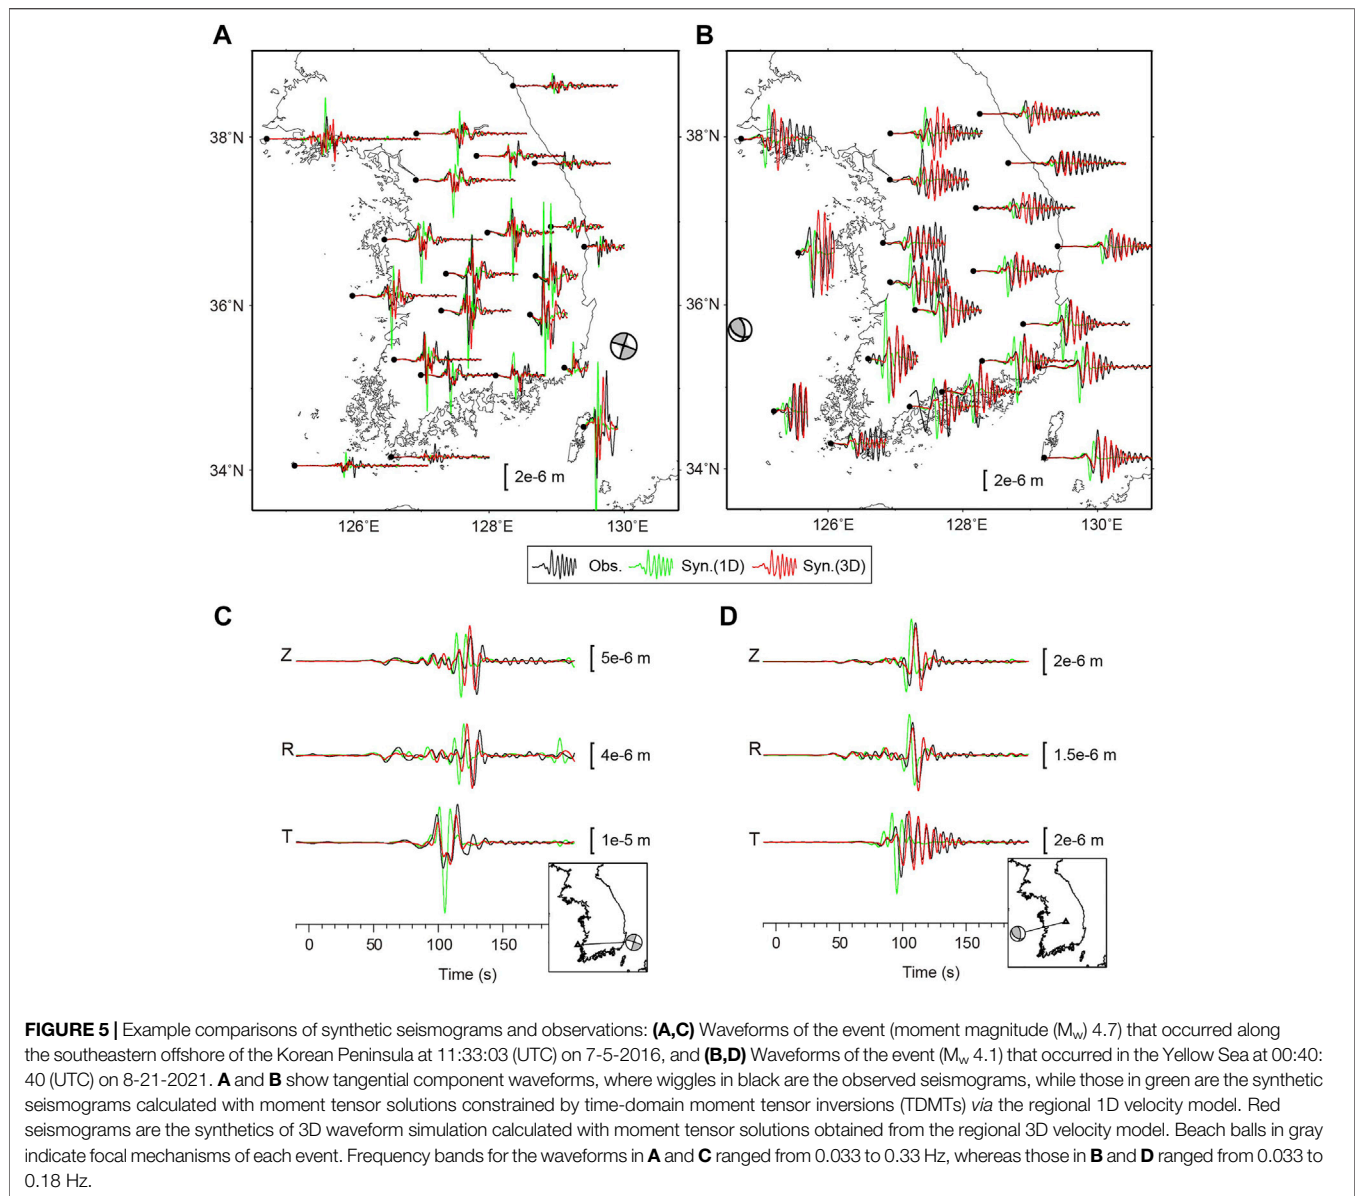 A
B
38°N
36°N
34°N
38°N
36°N
34°N
2e-6 m
2e-6 m
126°E
128°E
130°E
126°E
128°E
130°E
Obs.
Syn.(1D)
Syn.(3D)
C
Z
5e-6 m
R
4e-6 m
T
1e-5 m
0
50
100
150
Time (s)
D
Z
2e-6 m
R
1.5e-6 m
T
2e-6 m
0
50
100
150
Time (s)
FIGURE 5 | Example comparisons of synthetic seismograms and observations: (A,C) Waveforms of the event (moment magnitude (Mw) 4.7) that occurred along
the southeastern offshore of the Korean Peninsula at 11:33:03 (UTC) on 7-5-2016, and (B,D) Waveforms of the event (Mw 4.1) that occurred in the Yellow Sea at 00:40:
40 (UTC) on 8-21-2021. A and B show tangential component waveforms, where wiggles in black are the observed seismograms, while those in green are the synthetic
seismograms calculated with moment tensor solutions constrained by time-domain moment tensor inversions (TDMTs) via the regional 1D velocity model. Red
seismograms are the synthetics of 3D waveform simulation calculated with moment tensor solutions obtained from the regional 3D velocity model. Beach balls in gray
indicate focal mechanisms of each event. Frequency bands for the waveforms in A and C ranged from 0.033 to 0.33 Hz, whereas those in B and D ranged from 0.033 to
0.18 Hz.